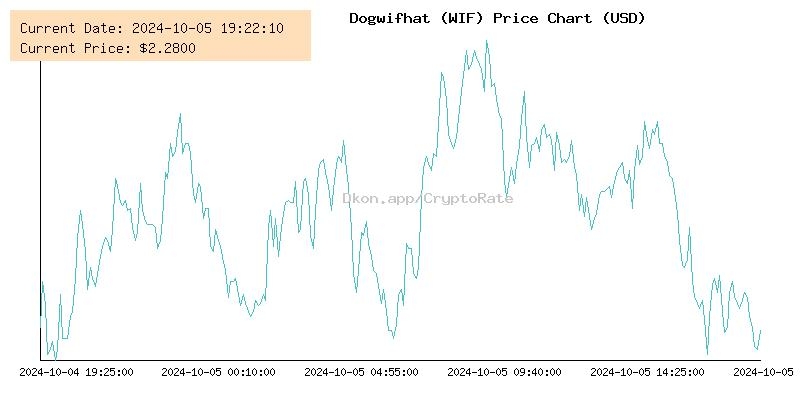 Dogwifhat (WIF) Price Chart (USD)
Current Date: 2024-10-05 19:22:10
Current Price: $2.2800
Dkon.app/CryptoRate
2024-10-04 19:25:00
2024-10-05 00:10:00
2024-10-05 04:55:00
2024-10-05 09:40:00
2024-10-05 14:25:00
2024-10-05